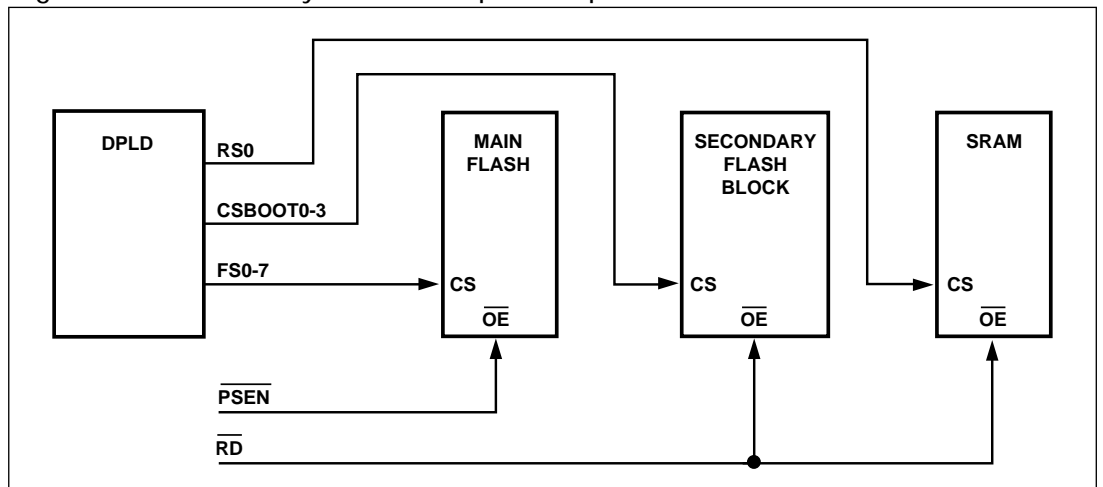 DPLD
RS0
CSBOOT0-3
FS0-7
MAIN
FLASH
CS
OE
SECONDARY
FLASH
BLOCK
CS
OE
SRAM
CS
OE
PSEN
RD